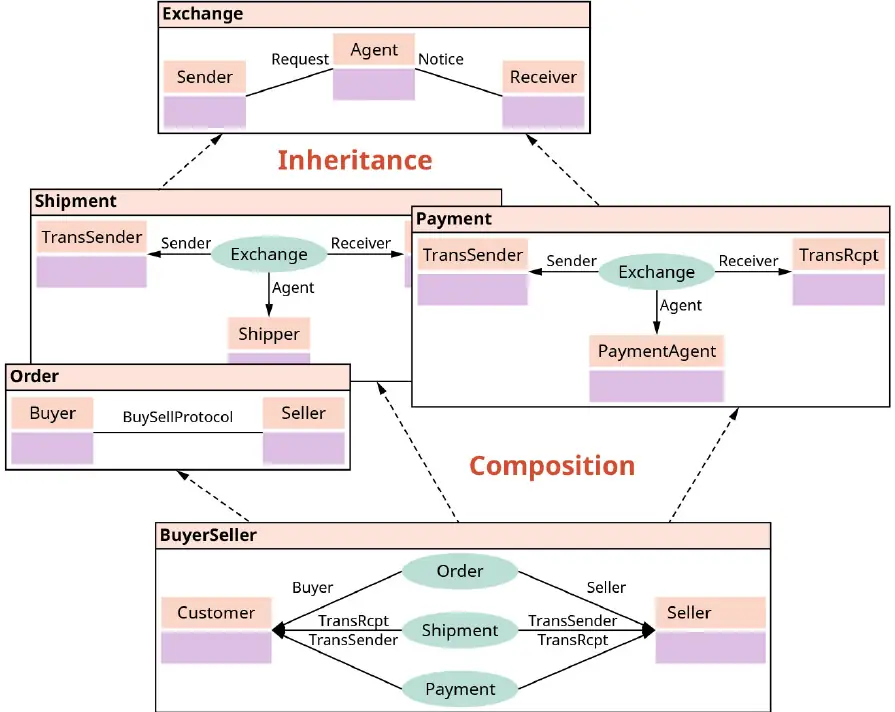 Exchange
Agent
Request
Notice
Sender
Receiver
Inheritance
Shipment
TransSender
Sender
Receiver
Exchange
Agent
Shipper
Payment
TransSender
Sender
Receiver
TransRcpt
Exchange
Agent
PaymentAgent
Order
Buyer
BuySellProtocol
Seller
Composition
BuyerSeller
Order
Buyer
Seller
Customer
Seller
TransRcpt
Shipment
TransSender
TransSender
TransRcpt
Payment